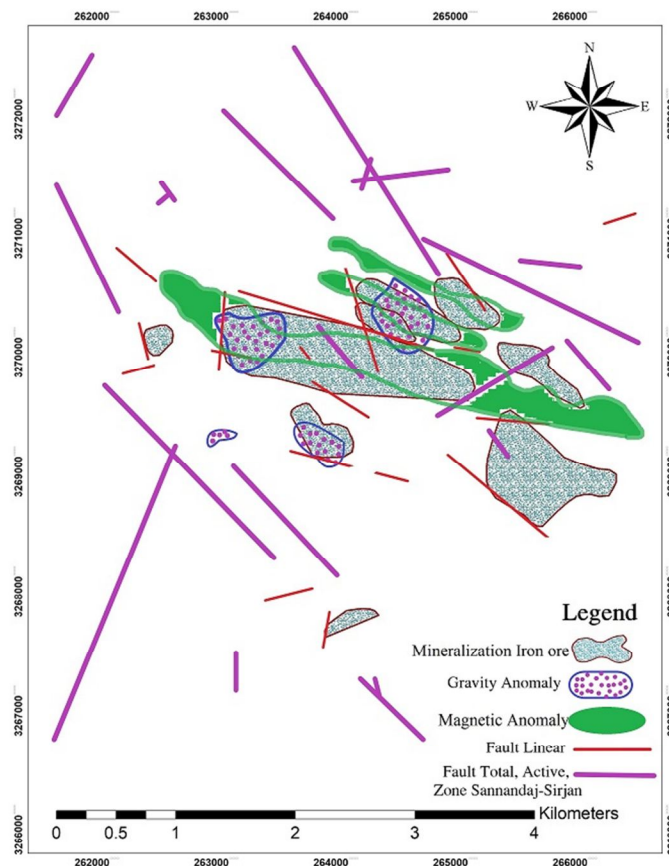 262000 263000 264000 265000 266000
N
W E
S
3272000
3271000
3270000
3269000
3268000
3267000
3266000
Legend
Mineralization Iron ore
Gravity Anomaly
Magnetic Anomaly
Fault Linear
Fault Total, Active,
Zone Sannandaj-Sirjan
Kilometers
0 0.5 1 2 3 4
262000 263000 264000 265000 266000